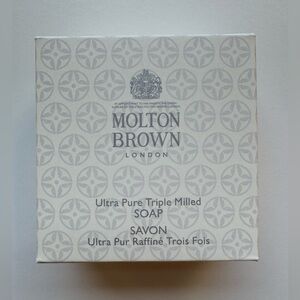 MOLTON
BROWN
LONDON
Ultra Pure Triple Milled
SOAP
SAVON
Ultra Pur Raffiné Trois Fois